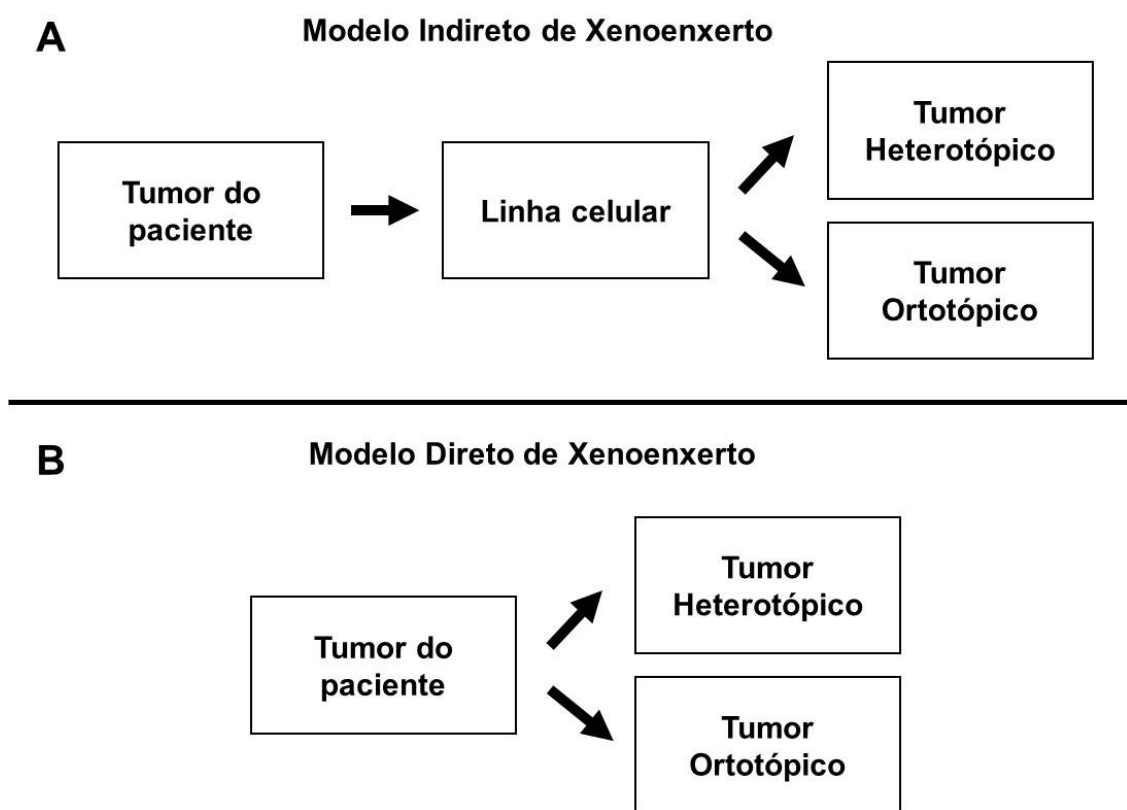 A
Modelo Indireto de Xenoenxerto
Tumor do
paciente
Linha celular
Tumor
Heterotópico
Tumor
Ortotópico
B
Modelo Direto de Xenoenxerto
Tumor do
paciente
Tumor
Heterotópico
Tumor
Ortotópico